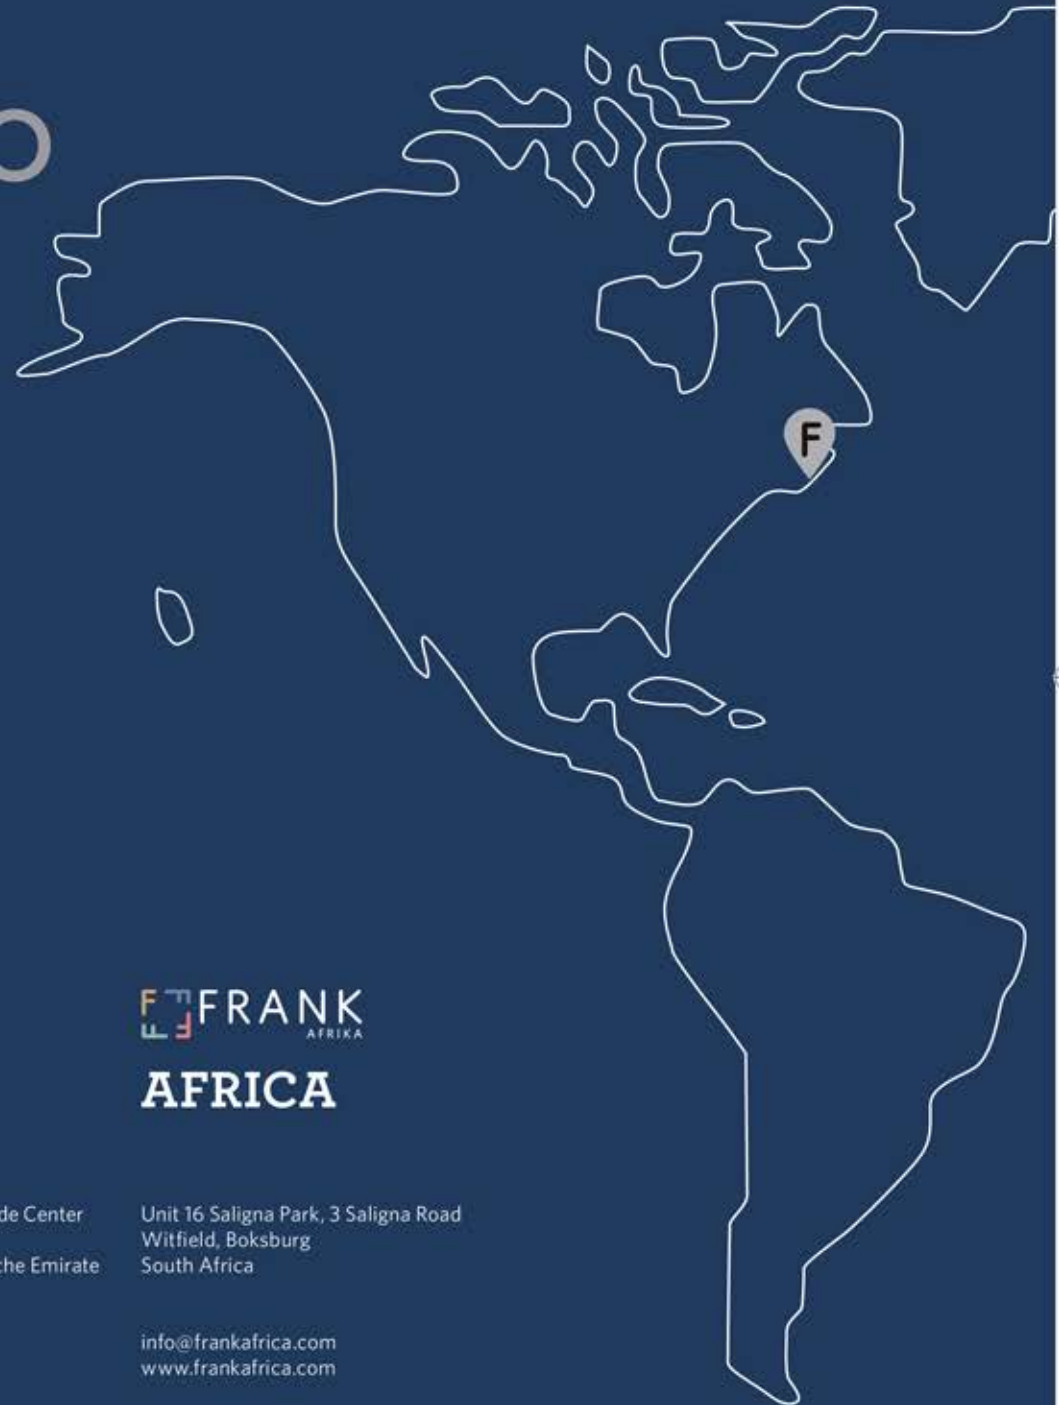 O
F
FRANK
AFRIKA
AFRICA
de Center
Unit 16 Saligna Park, 3 Saligna Road
Witfield, Boksburg
che Emirate
South Africa
info@frankafrica.com
www.frankafrica.com